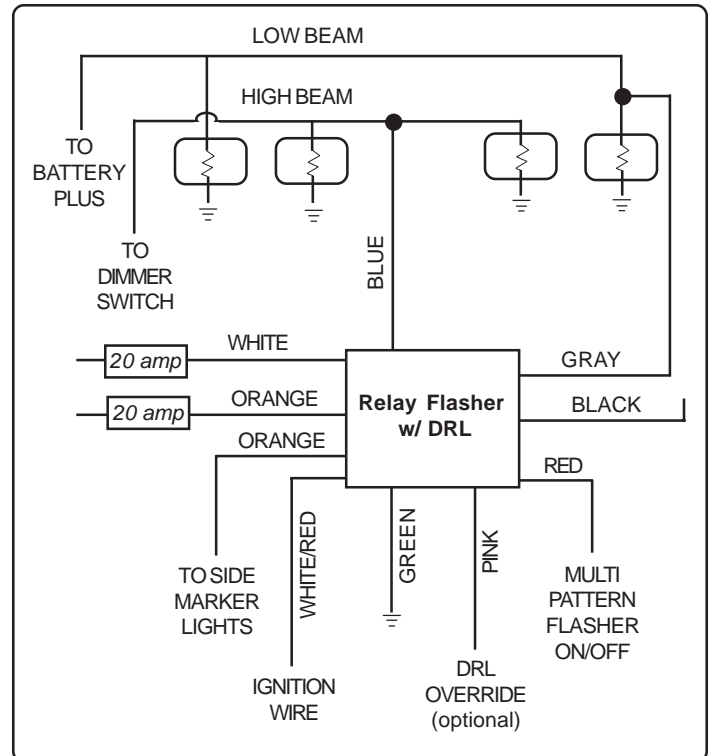 LOW BEAM
HIGH BEAM
TO
BATTERY
PLUS
TO
DIMMER
SWITCH
BLUE
20 amp
WHITE
GRAY
20 amp
ORANGE
Relay Flasher
w/ DRL
BLACK
ORANGE
RED
TO SIDE
MARKER
LIGHTS
WHITE/RED
GREEN
PINK
MULTI
PATTERN
FLASHER
ON/OFF
IGNITION
WIRE
DRL
OVERRIDE
(optional)